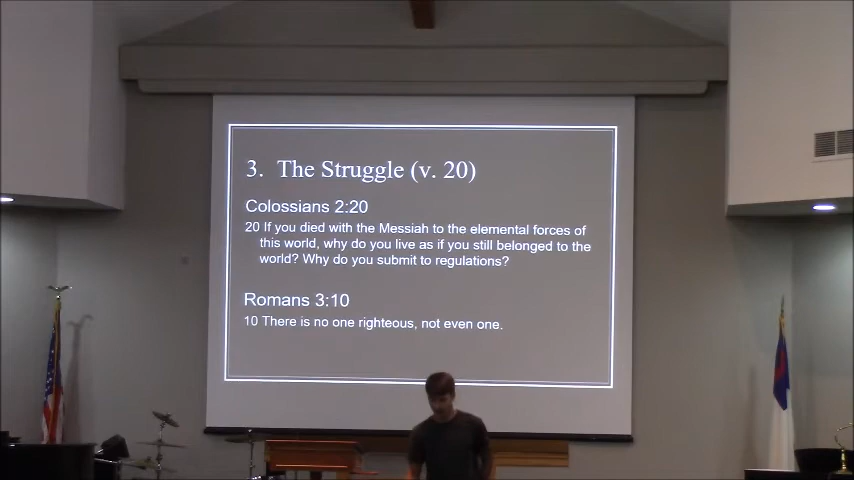 3. The Struggle (v. 20)
Colossians 2:20
20 If you died with the Messiah to the elemental forces of
this world, why do you live as if you still belonged to the
world? Why do you submit to regulations?
Romans 3:10
10 There is no one righteous, not even one.